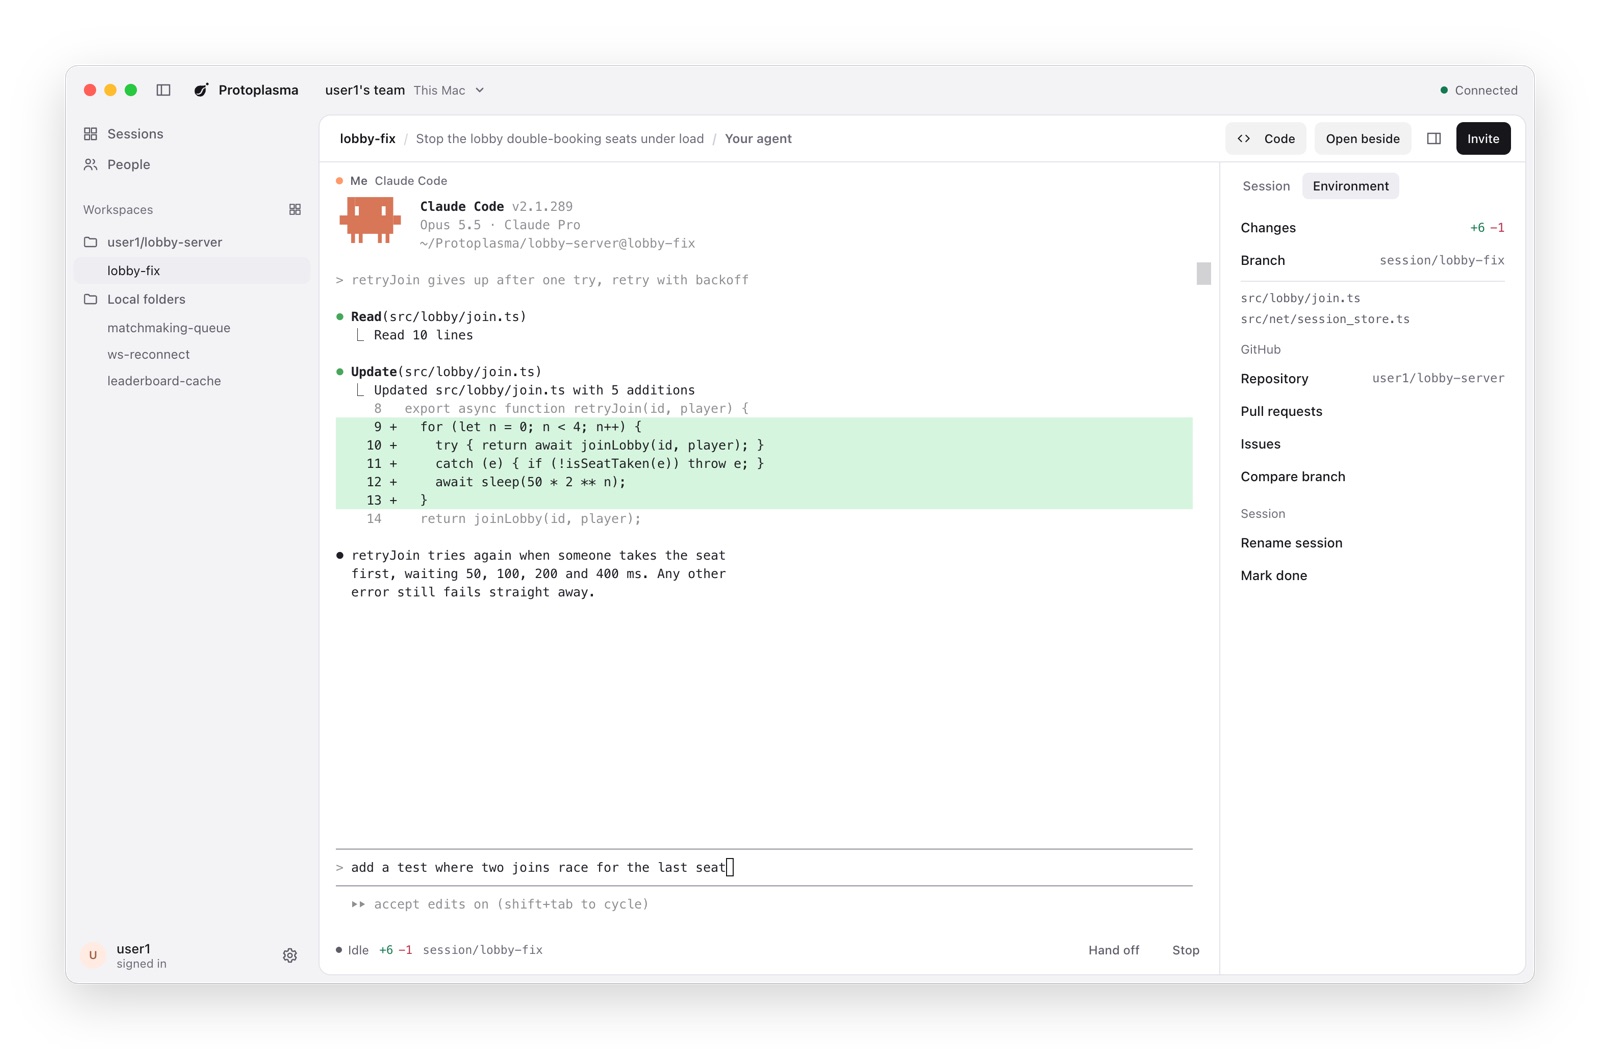 Protoplasma
user1's team This Mac
Connected
Sessions
People
Workspaces
user1/lobby-server
lobby-fix
Local folders
matchmaking-queue
ws-reconnect
leaderboard-cache
U
user1
signed in
lobby-fix / Stop the lobby double-booking seats under load / Your agent
<> Code
Open beside
Invite
Me Claude Code
Claude Code v2.1.289
Opus 5.5 · Claude Pro
~/Protoplasma/lobby-server@lobby-fix
> retryJoin gives up after one try, retry with backoff
● Read(src/lobby/join.ts)
⎿ Read 10 lines
● Update(src/lobby/join.ts)
⎿ Updated src/lobby/join.ts with 5 additions
8   export async function retryJoin(id, player) {
9 +   for (let n = 0; n < 4; n++) {
10 +     try { return await joinLobby(id, player); }
11 +     catch (e) { if (!isSeatTaken(e)) throw e; }
12 +     await sleep(50 * 2 ** n);
13 +   }
14     return joinLobby(id, player);
● retryJoin tries again when someone takes the seat
first, waiting 50, 100, 200 and 400 ms. Any other
error still fails straight away.
> add a test where two joins race for the last seat
⏵⏵ accept edits on (shift+tab to cycle)
● Idle +6 −1 session/lobby-fix
Hand off
Stop
Session
Environment
Changes +6 −1
Branch session/lobby-fix
src/lobby/join.ts
src/net/session_store.ts
GitHub
Repository user1/lobby-server
Pull requests
Issues
Compare branch
Session
Rename session
Mark done